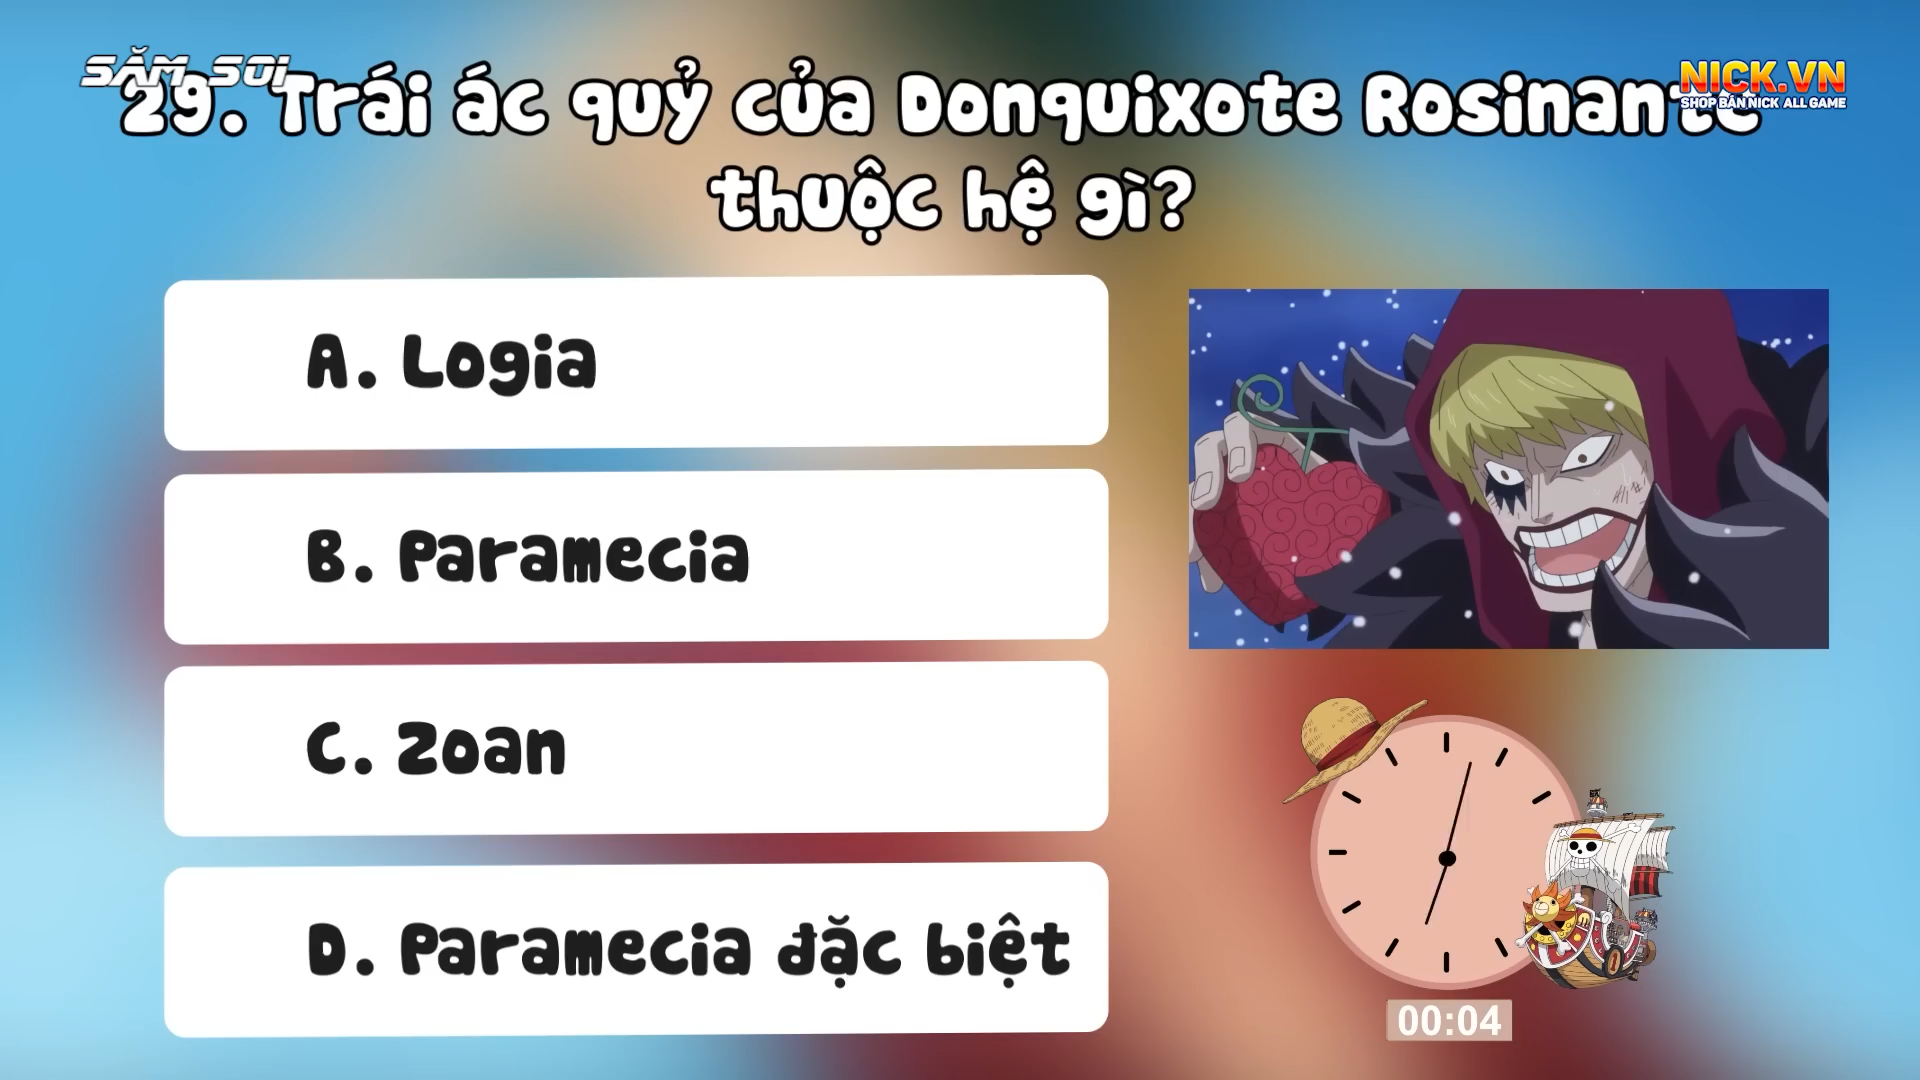 SĂM SOI
NICK.VN
SHOP BÁN NICK ALL GAME
29. Trái ác quỷ của Donquixote Rosinante
thuộc hệ gì?
A. Logia
B. Paramecia
C. Zoan
D. Paramecia đặc biệt
00:04